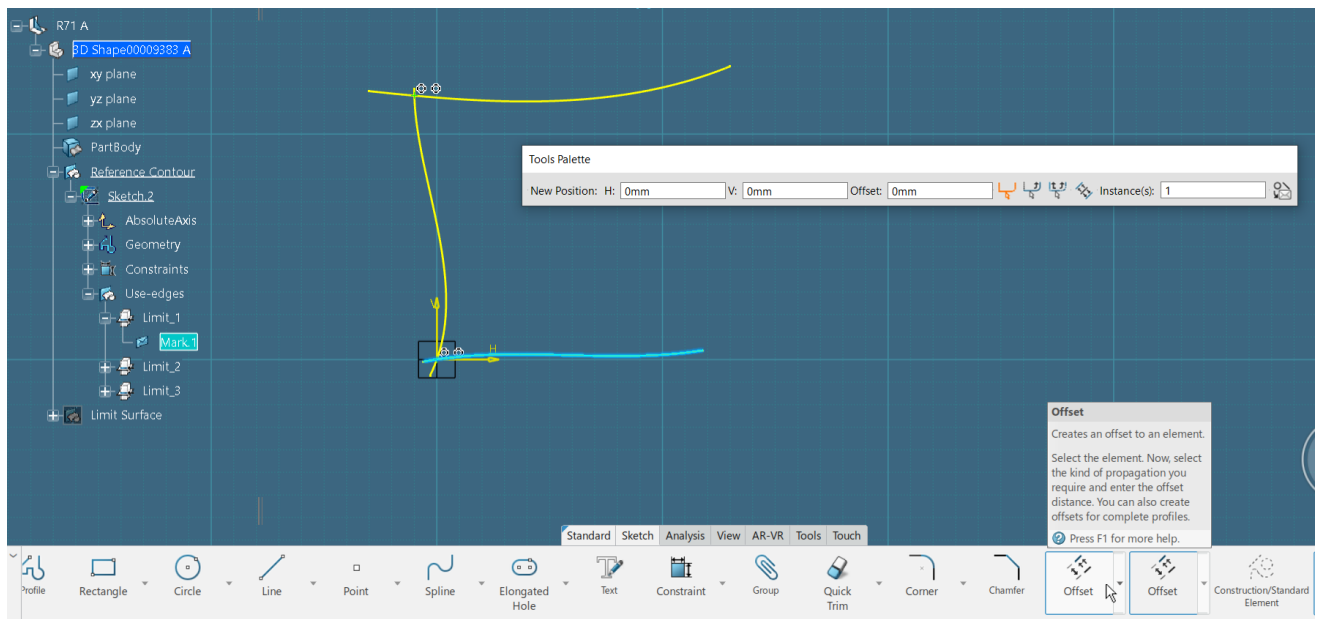 R71 A
3D Shape00009383 A
xy plane
yz plane
zx plane
PartBody
Reference Contour
Sketch.2
AbsoluteAxis
Geometry
Constraints
Use-edges
Limit_1
Mark.1
Limit_2
Limit_3
Limit Surface
V
H
Tools Palette
New Position: H: 0mm V: 0mm Offset: 0mm Instance(s): 1
Offset
Creates an offset to an element.
Select the element. Now, select
the kind of propagation you
require and enter the offset
distance. You can also create
offsets for complete profiles.
Press F1 for more help.
Standard Sketch Analysis View AR-VR Tools Touch
Profile Rectangle Circle Line Point Spline Elongated Hole Text Constraint Group Quick Trim Corner Chamfer Offset Offset Construction/Standard Element